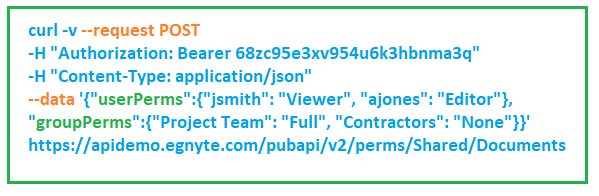 curl -v --request POST
-H "Authorization: Bearer 68zc95e3xv954u6k3hbnma3q"
-H "Content-Type: application/json"
--data '{"userPerms":{"jsmith": "Viewer", "ajones": "Editor"},
"groupPerms":{"Project Team": "Full", "Contractors": "None"}}'
https://apidemo.egnyte.com/pubapi/v2/perms/Shared/Documents